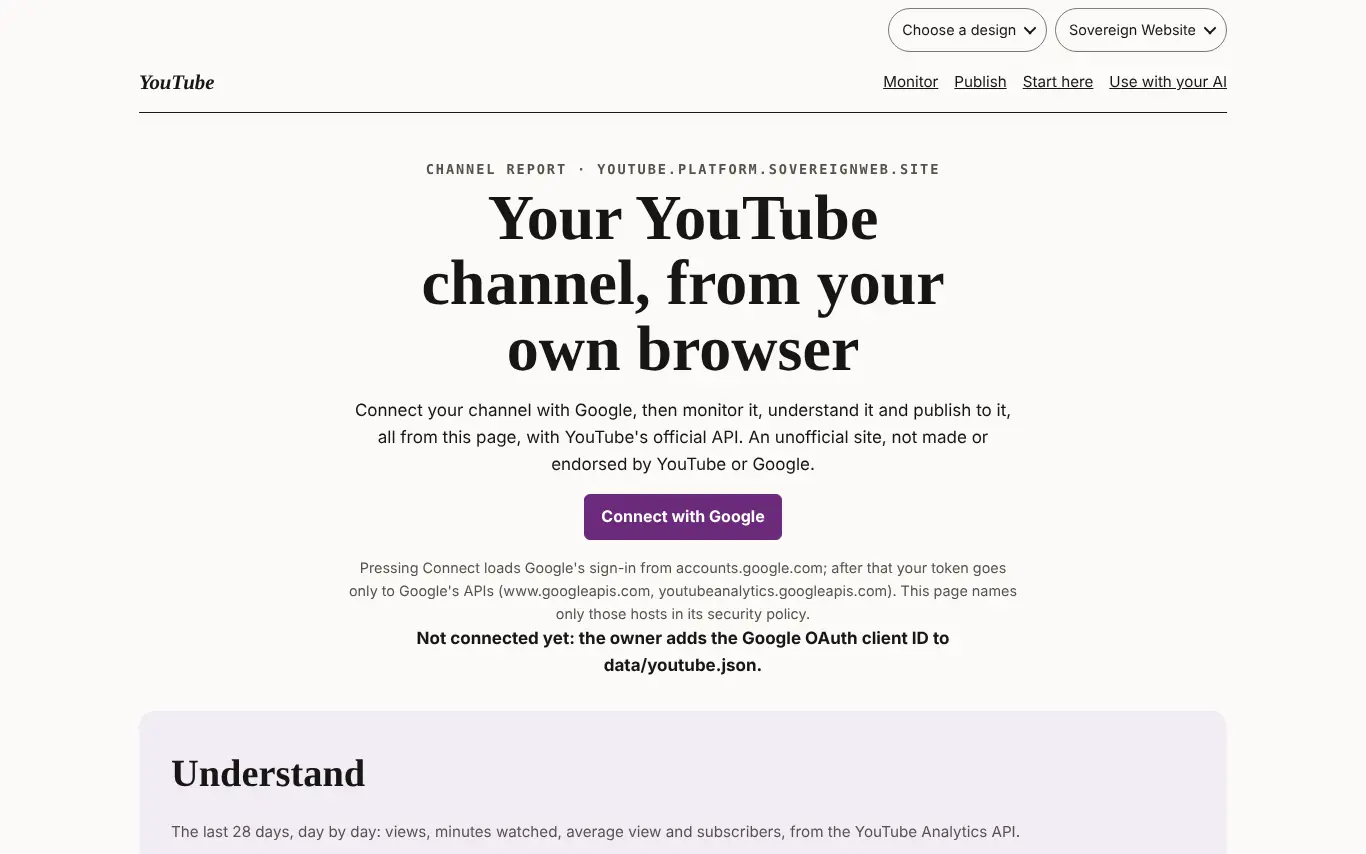 Choose a design
Sovereign Website
YouTube
Monitor Publish Start here Use with your AI
CHANNEL REPORT · YOUTUBE.PLATFORM.SOVEREIGNWEB.SITE
Your YouTube
channel, from your
own browser
Connect your channel with Google, then monitor it, understand it and publish to it,
all from this page, with YouTube's official API. An unofficial site, not made or
endorsed by YouTube or Google.
Connect with Google
Pressing Connect loads Google's sign-in from accounts.google.com; after that your token goes
only to Google's APIs (www.googleapis.com, youtubeanalytics.googleapis.com). This page names
only those hosts in its security policy.
Not connected yet: the owner adds the Google OAuth client ID to
data/youtube.json.
Understand
The last 28 days, day by day: views, minutes watched, average view and subscribers, from the YouTube Analytics API.